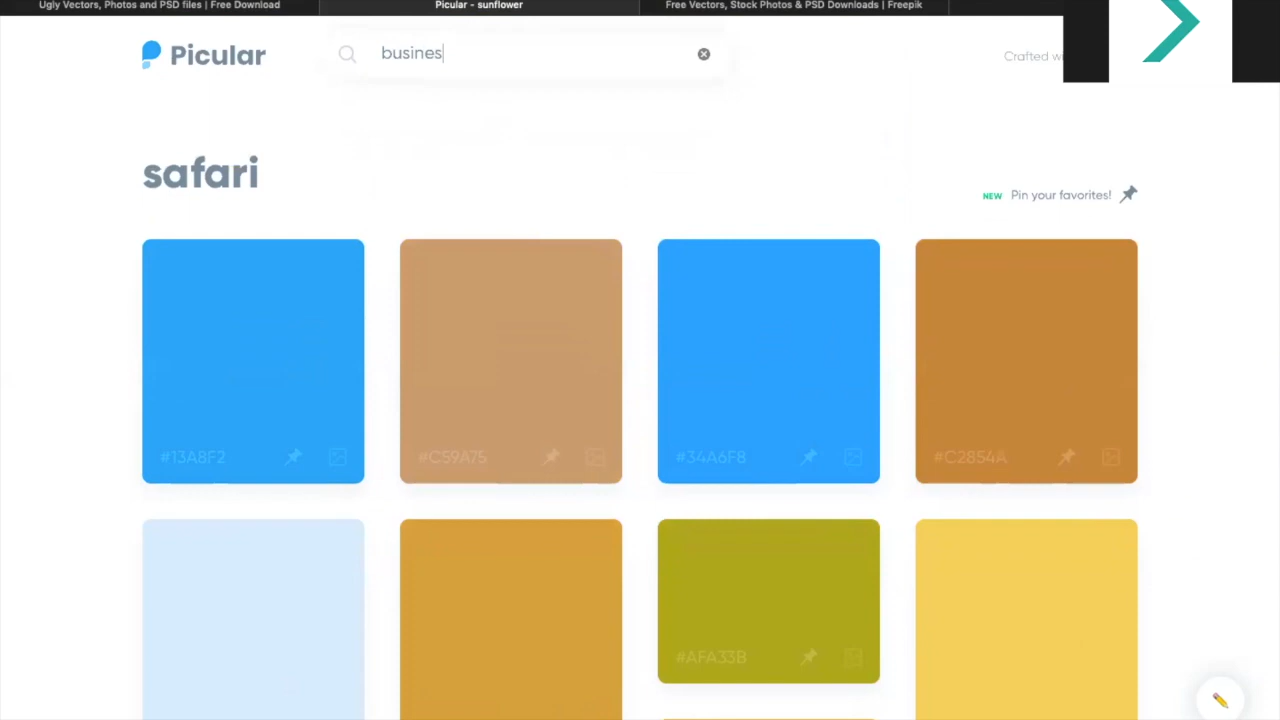 Ugly Vectors, Photos and PSD files | Free Download
Picular - sunflower
Free Vectors, Stock Photos & PSD Downloads | Freepik
Picular
busines
Crafted
safari
NEW Pin your favorites!
#13A8F2
#C59A75
#34A6F8
#C2854A
#AFA33B